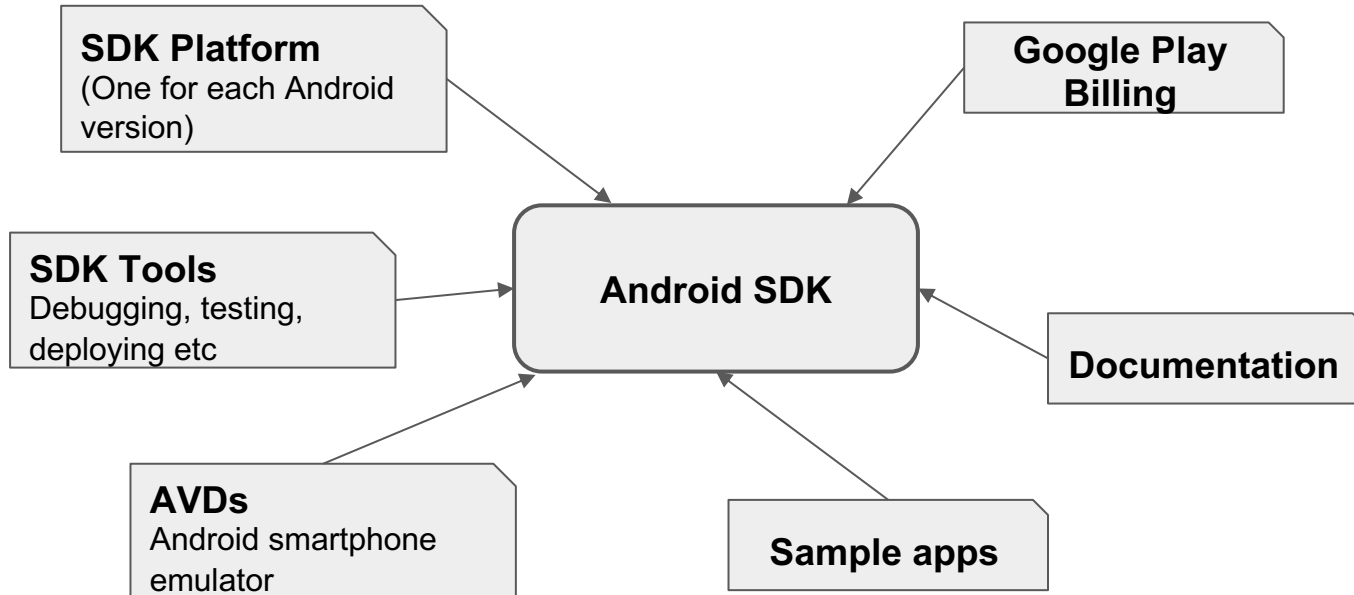 SDK Platform
(One for each Android
version)
Google Play
Billing
SDK Tools
Debugging, testing,
deploying etc
Android SDK
Documentation
AVDs
Android smartphone
emulator
Sample apps